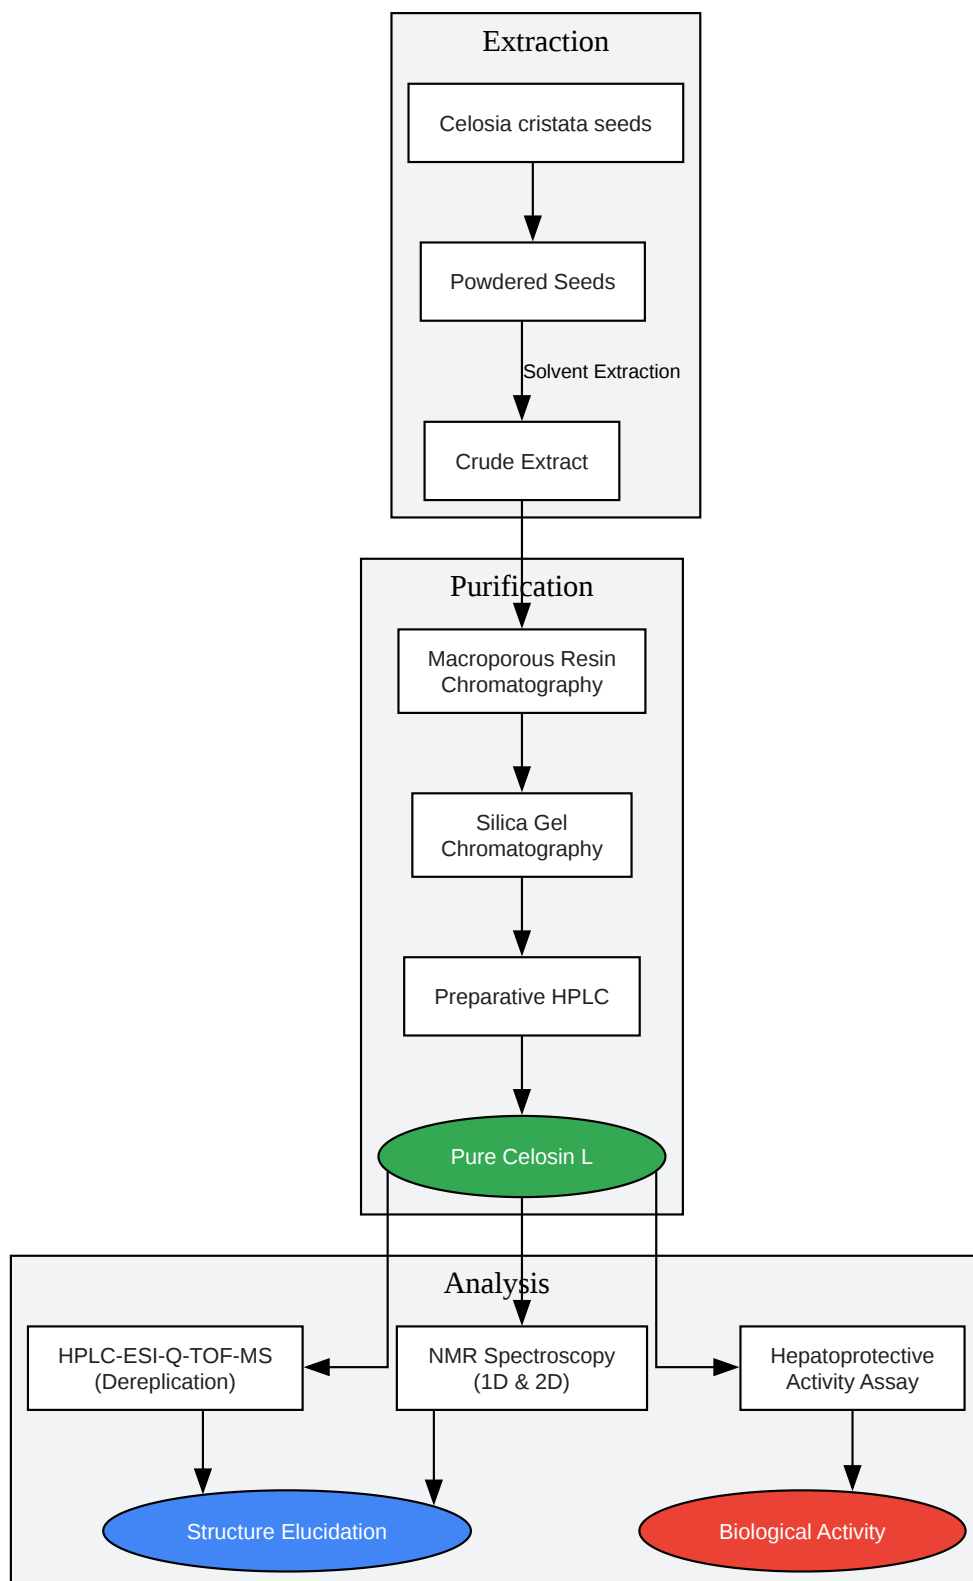 Extraction
Celosia cristata seeds
Powdered Seeds
Solvent Extraction
Crude Extract
Purification
Macroporous Resin
Chromatography
Silica Gel
Chromatography
Preparative HPLC
Pure Celosin L
Analysis
HPLC-ESI-Q-TOF-MS
(Dereplication)
NMR Spectroscopy
(1D & 2D)
Hepatoprotective
Activity Assay
Structure Elucidation
Biological Activity